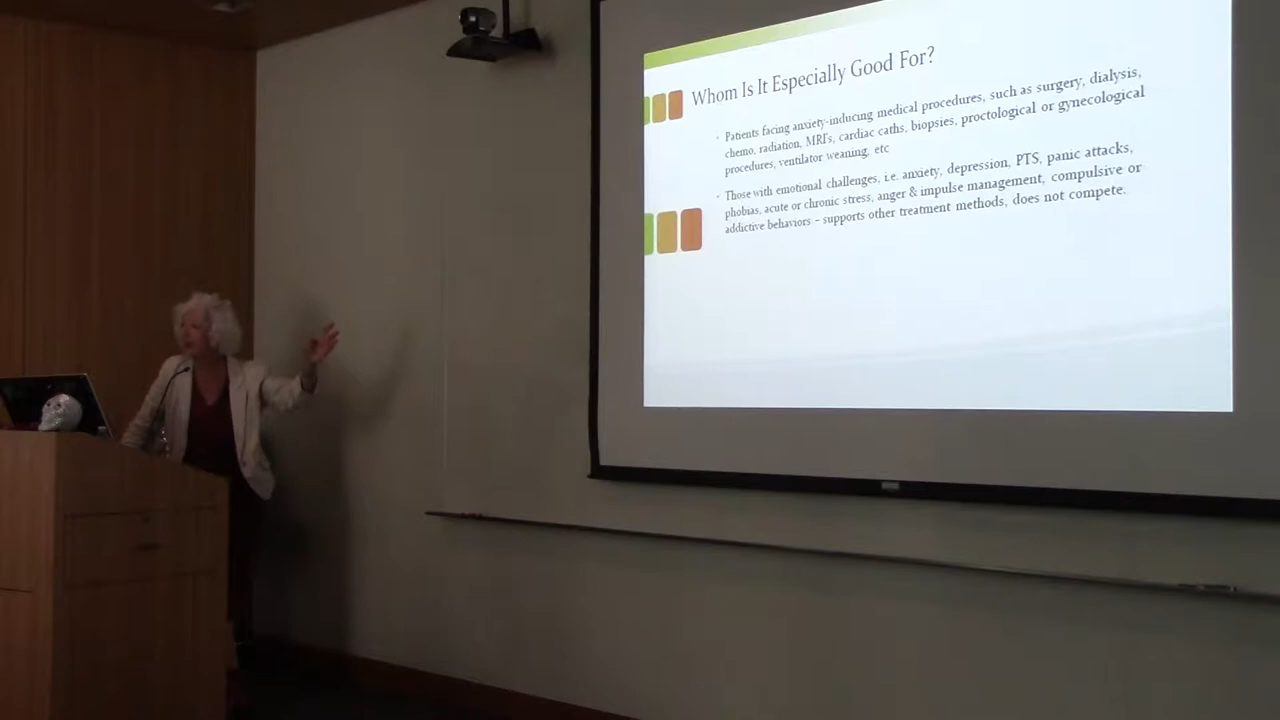 Whom Is It Especially Good For?
• Patients facing anxiety-inducing medical procedures, such as surgery, dialysis,
chemo, radiation, MRI's, cardiac caths, biopsies, proctological or gynecological
procedures, ventilator weaning, etc
• Those with emotional challenges, i.e. anxiety, depression, PTS, panic attacks,
phobias, acute or chronic stress, anger & impulse management, compulsive or
addictive behaviors – supports other treatment methods, does not compete.